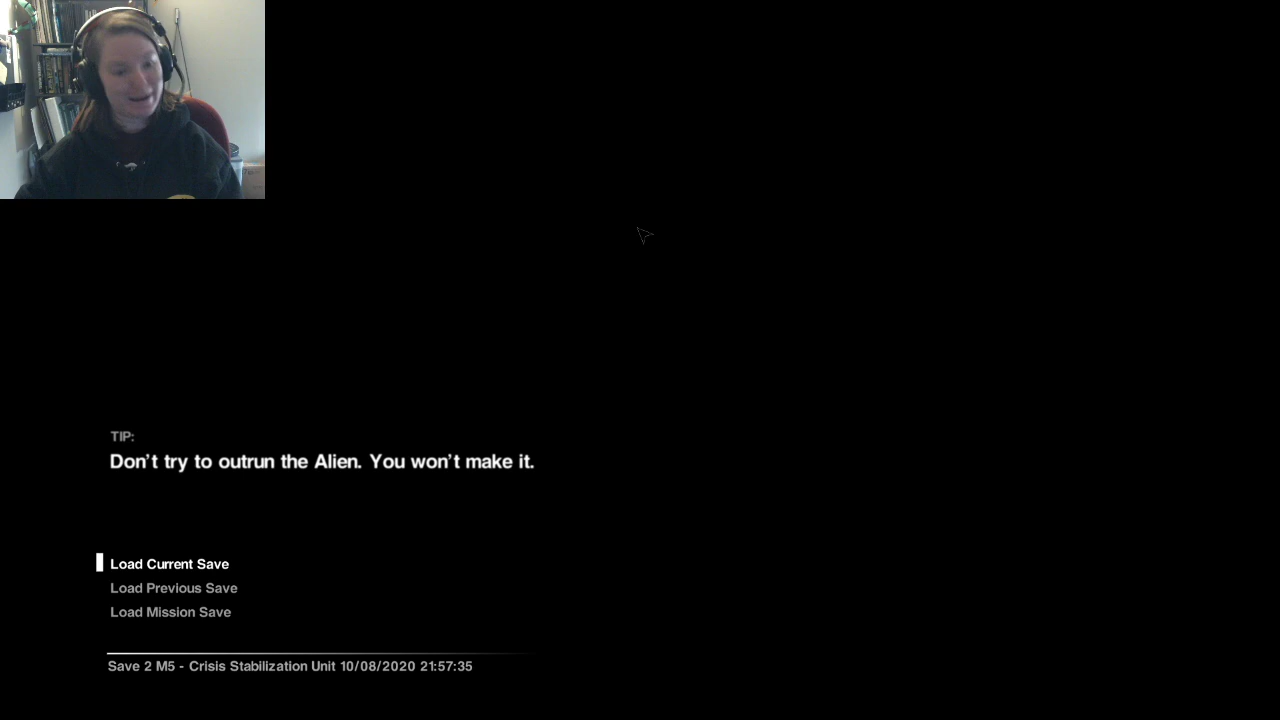 TIP:
Don't try to outrun the Alien. You won't make it.
Load Current Save
Load Previous Save
Load Mission Save
Save 2 M5 - Crisis Stabilization Unit 10/08/2020 21:57:35